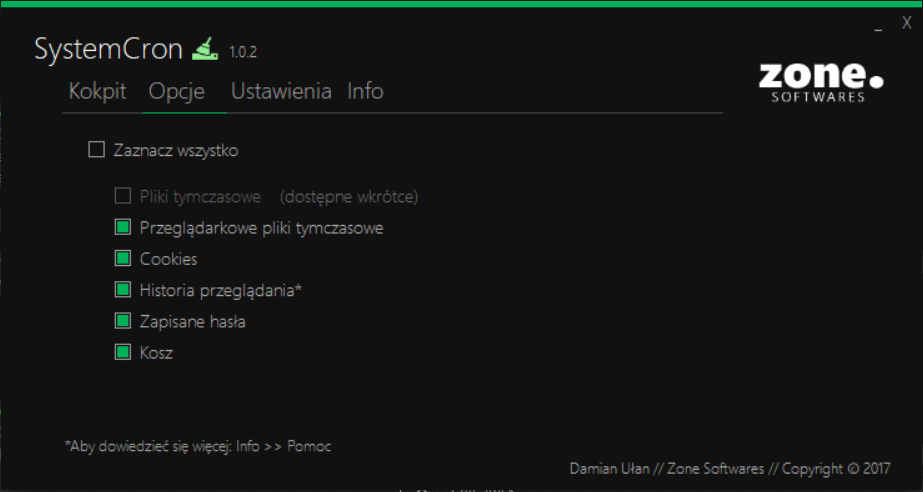 _ X
SystemCron 1.0.2
zone.
SOFTWARES
Kokpit Opcje Ustawienia Info
Zaznacz wszystko
Pliki tymczasowe (dostępne wkrótce)
Przeglądarkowe pliki tymczasowe
Cookies
Historia przeglądania*
Zapisane hasła
Kosz
*Aby dowiedzieć się więcej: Info >> Pomoc
Damian Ułan // Zone Softwares // Copyright © 2017